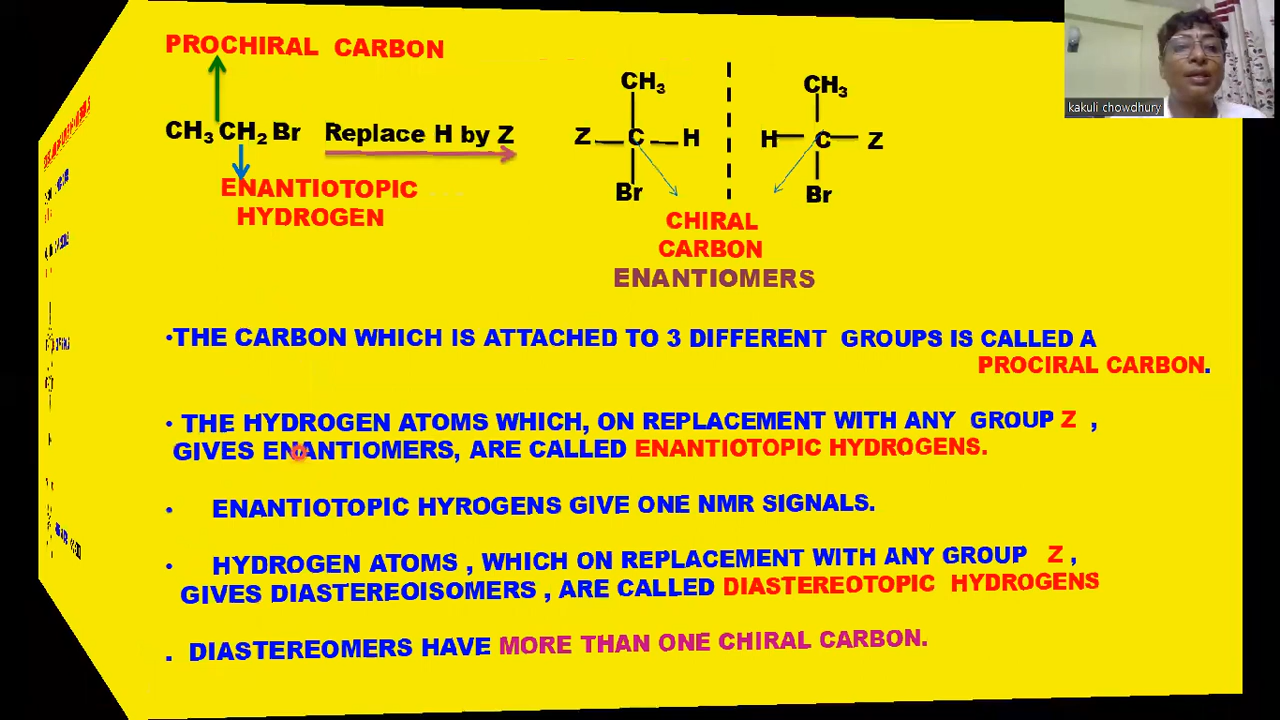 PROCHIRAL CARBON
CH₃CH₂Br
Replace H by Z
ENANTIOTOPIC
HYDROGEN
CH₃
Z C H
Br
CH₃
H C Z
Br
CHIRAL
CARBON
ENANTIOMERS
•THE CARBON WHICH IS ATTACHED TO 3 DIFFERENT GROUPS IS CALLED A
PROCIRAL CARBON.
• THE HYDROGEN ATOMS WHICH, ON REPLACEMENT WITH ANY GROUP Z ,
GIVES ENANTIOMERS, ARE CALLED ENANTIOTOPIC HYDROGENS.
• ENANTIOTOPIC HYROGENS GIVE ONE NMR SIGNALS.
• HYDROGEN ATOMS , WHICH ON REPLACEMENT WITH ANY GROUP Z ,
GIVES DIASTEREOISOMERS , ARE CALLED DIASTEREOTOPIC HYDROGENS
. DIASTEREOMERS HAVE MORE THAN ONE CHIRAL CARBON.
kakuli chowdhury